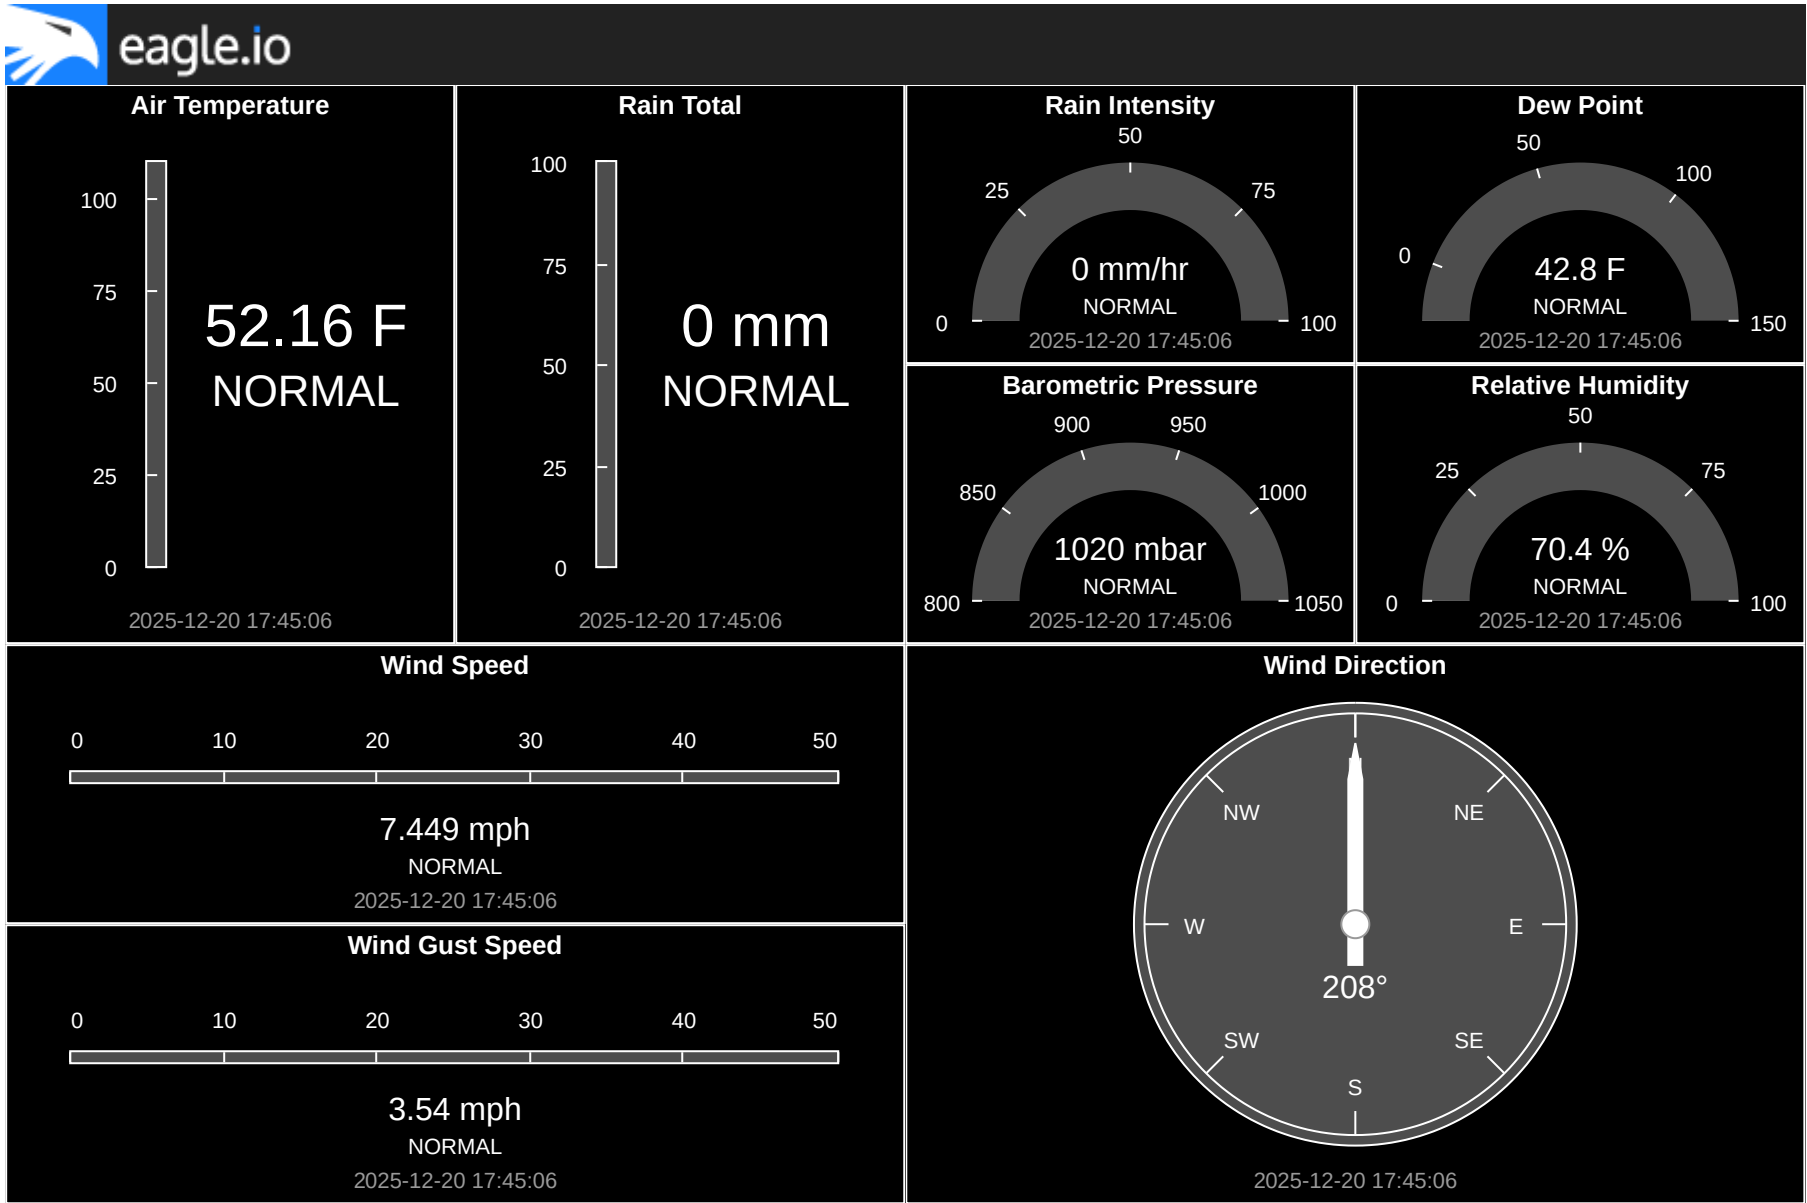 eagle.io
Air Temperature
100
75
50
25
0
52.16 F
NORMAL
2025-12-20 17:45:06
Rain Total
100
75
50
25
0
0 mm
NORMAL
2025-12-20 17:45:06
Rain Intensity
0
25
50
75
100
0 mm/hr
NORMAL
2025-12-20 17:45:06
Dew Point
0
50
100
150
42.8 F
NORMAL
2025-12-20 17:45:06
Barometric Pressure
800
850
900
950
1000
1050
1020 mbar
NORMAL
2025-12-20 17:45:06
Relative Humidity
0
25
50
75
100
70.4 %
NORMAL
2025-12-20 17:45:06
Wind Speed
0 10 20 30 40 50
7.449 mph
NORMAL
2025-12-20 17:45:06
Wind Gust Speed
0 10 20 30 40 50
3.54 mph
NORMAL
2025-12-20 17:45:06
Wind Direction
NW NE
W E
208°
SW SE
S
2025-12-20 17:45:06